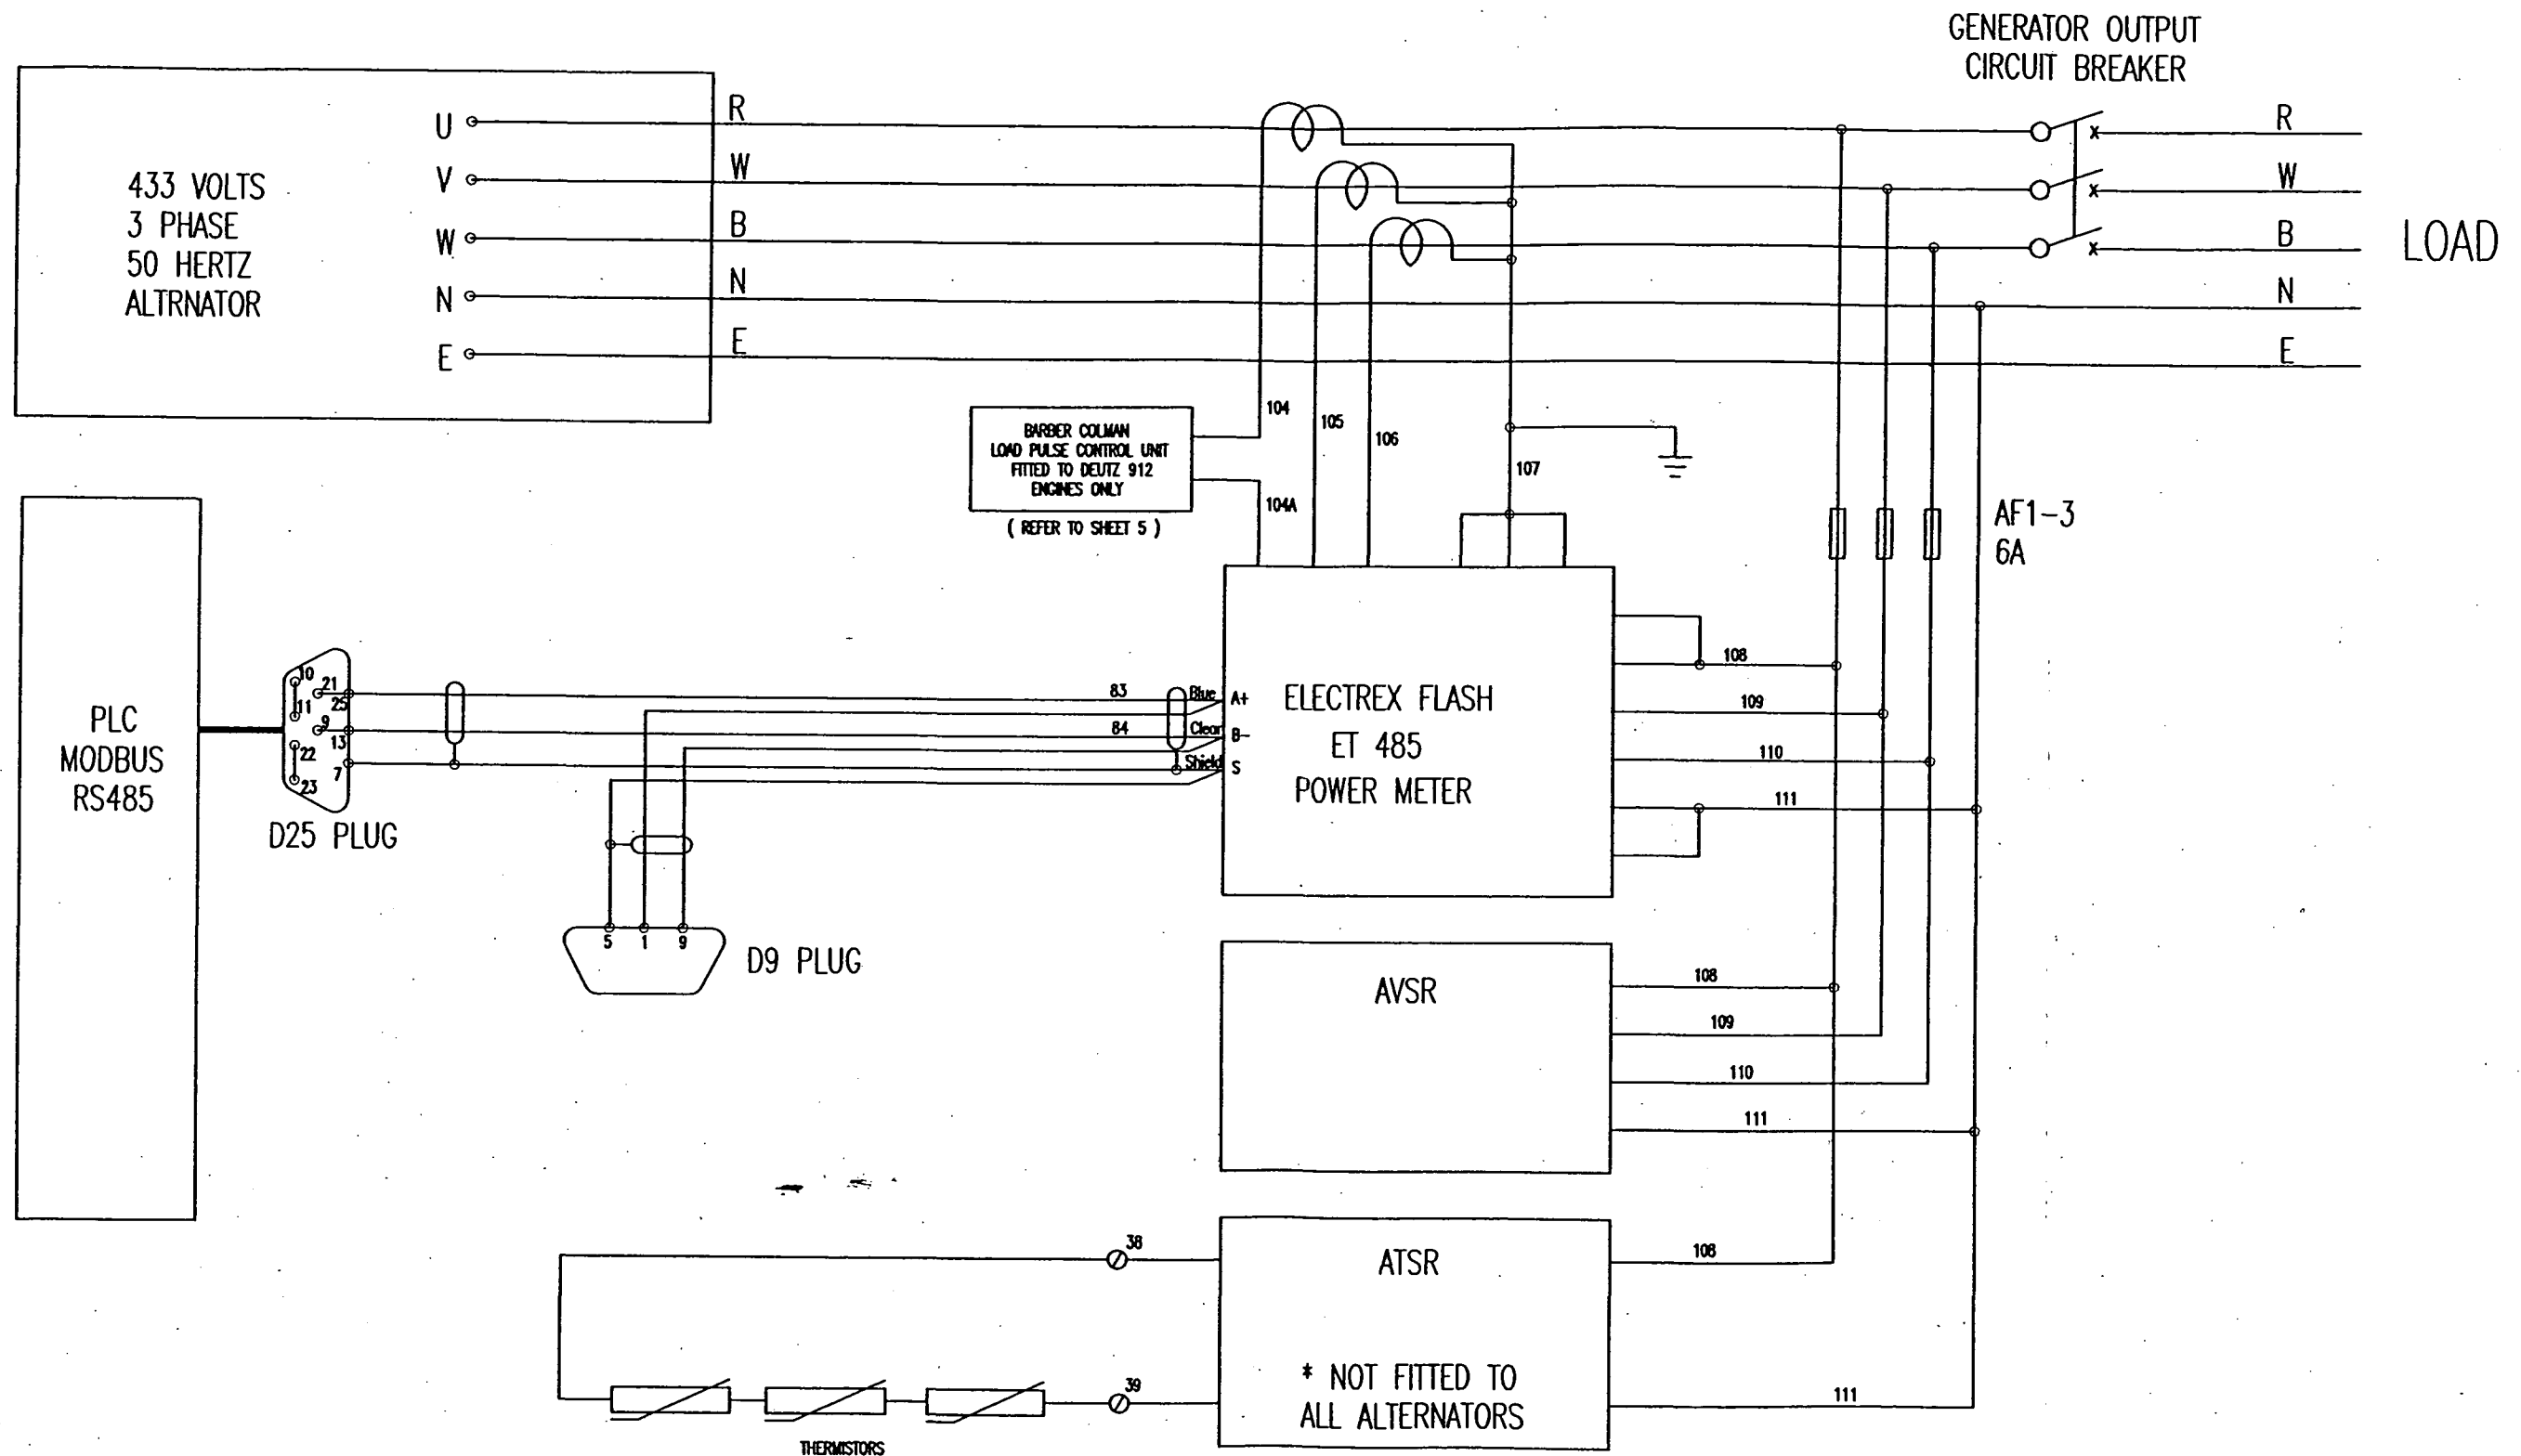 GENERATOR OUTPUT
CIRCUIT BREAKER
433 VOLTS
3 PHASE
50 HERTZ
ALTRNATOR
U
V
W
N
E
R
W
B
N
E
R
W
B
N
E
LOAD
BARBER COLMAN
LOAD PULSE CONTROL UNIT
FITTED TO DEUTZ 912
ENGINES ONLY
( REFER TO SHEET 5 )
104
104A
105
106
107
AF1-3
6A
PLC
MODBUS
RS485
10
21
11
25
9
13
22
7
23
D25 PLUG
83
Blue
A+
84
Clear
B-
Shield
S
ELECTREX FLASH
ET 485
POWER METER
108
109
110
111
5
1
9
D9 PLUG
AVSR
108
109
110
111
38
39
THERMISTORS
ATSR
* NOT FITTED TO
ALL ALTERNATORS
108
111